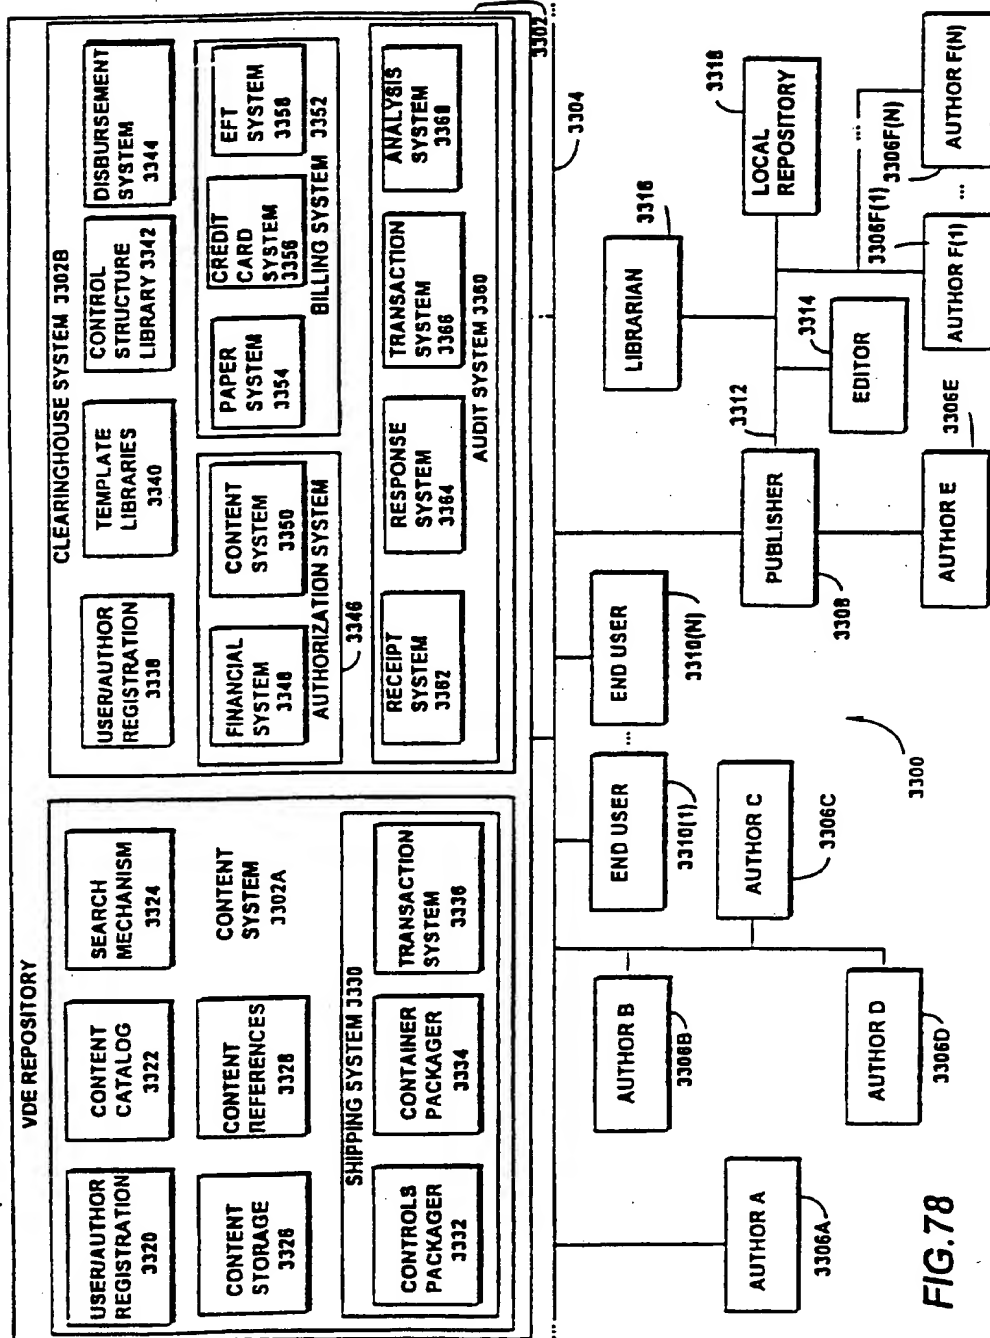 VDE REPOSITORY
USER/AUTHOR
REGISTRATION
3320
CONTENT
CATALOG
3322
SEARCH
MECHANISM
3324
CONTENT
STORAGE
3326
CONTENT
REFERENCES
3328
CONTENT
SYSTEM
3302A
SHIPPING SYSTEM 3330
CONTROLS
PACKAGER
3332
CONTAINER
PACKAGER
3334
TRANSACTION
SYSTEM
3336
CLEARINGHOUSE SYSTEM 3302B
USER/AUTHOR
REGISTRATION
3338
TEMPLATE
LIBRARIES
3340
CONTROL
STRUCTURE
LIBRARY 3342
DISBURSEMENT
SYSTEM
3344
FINANCIAL
SYSTEM
3348
CONTENT
SYSTEM
3350
AUTHORIZATION SYSTEM
3346
PAPER
SYSTEM
3354
CREDIT
CARD
SYSTEM
3356
EFT
SYSTEM
3358
BILLING SYSTEM 3352
RECEIPT
SYSTEM
3362
RESPONSE
SYSTEM
3364
TRANSACTION
SYSTEM
3366
ANALYSIS
SYSTEM
3368
AUDIT SYSTEM 3360
3302
...
3304
...
...
AUTHOR A
3306A
AUTHOR B
3306B
AUTHOR C
3306C
AUTHOR D
3306D
END USER
3310(1)
...
END USER
3310(N)
3300
PUBLISHER
3308
3312
AUTHOR E
3306E
LIBRARIAN
3316
EDITOR
3314
LOCAL
REPOSITORY
3318
...
3306F(1)
3306F(N)
AUTHOR F(1)
...
AUTHOR F(N)
FIG.78